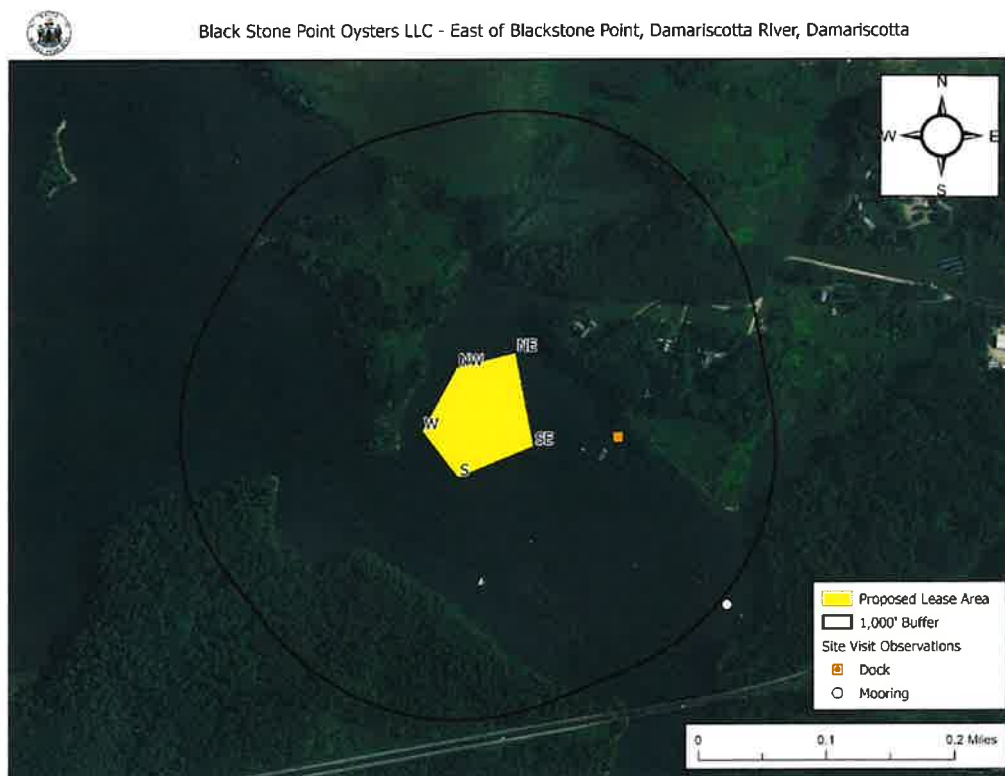 Black Stone Point Oysters LLC - East of Blackstone Point, Damariscotta River, Damariscotta
N
W E
S
NW NE
W
SE
S
Proposed Lease Area
1,000' Buffer
Site Visit Observations
Dock
Mooring
0 0.1 0.2 Miles